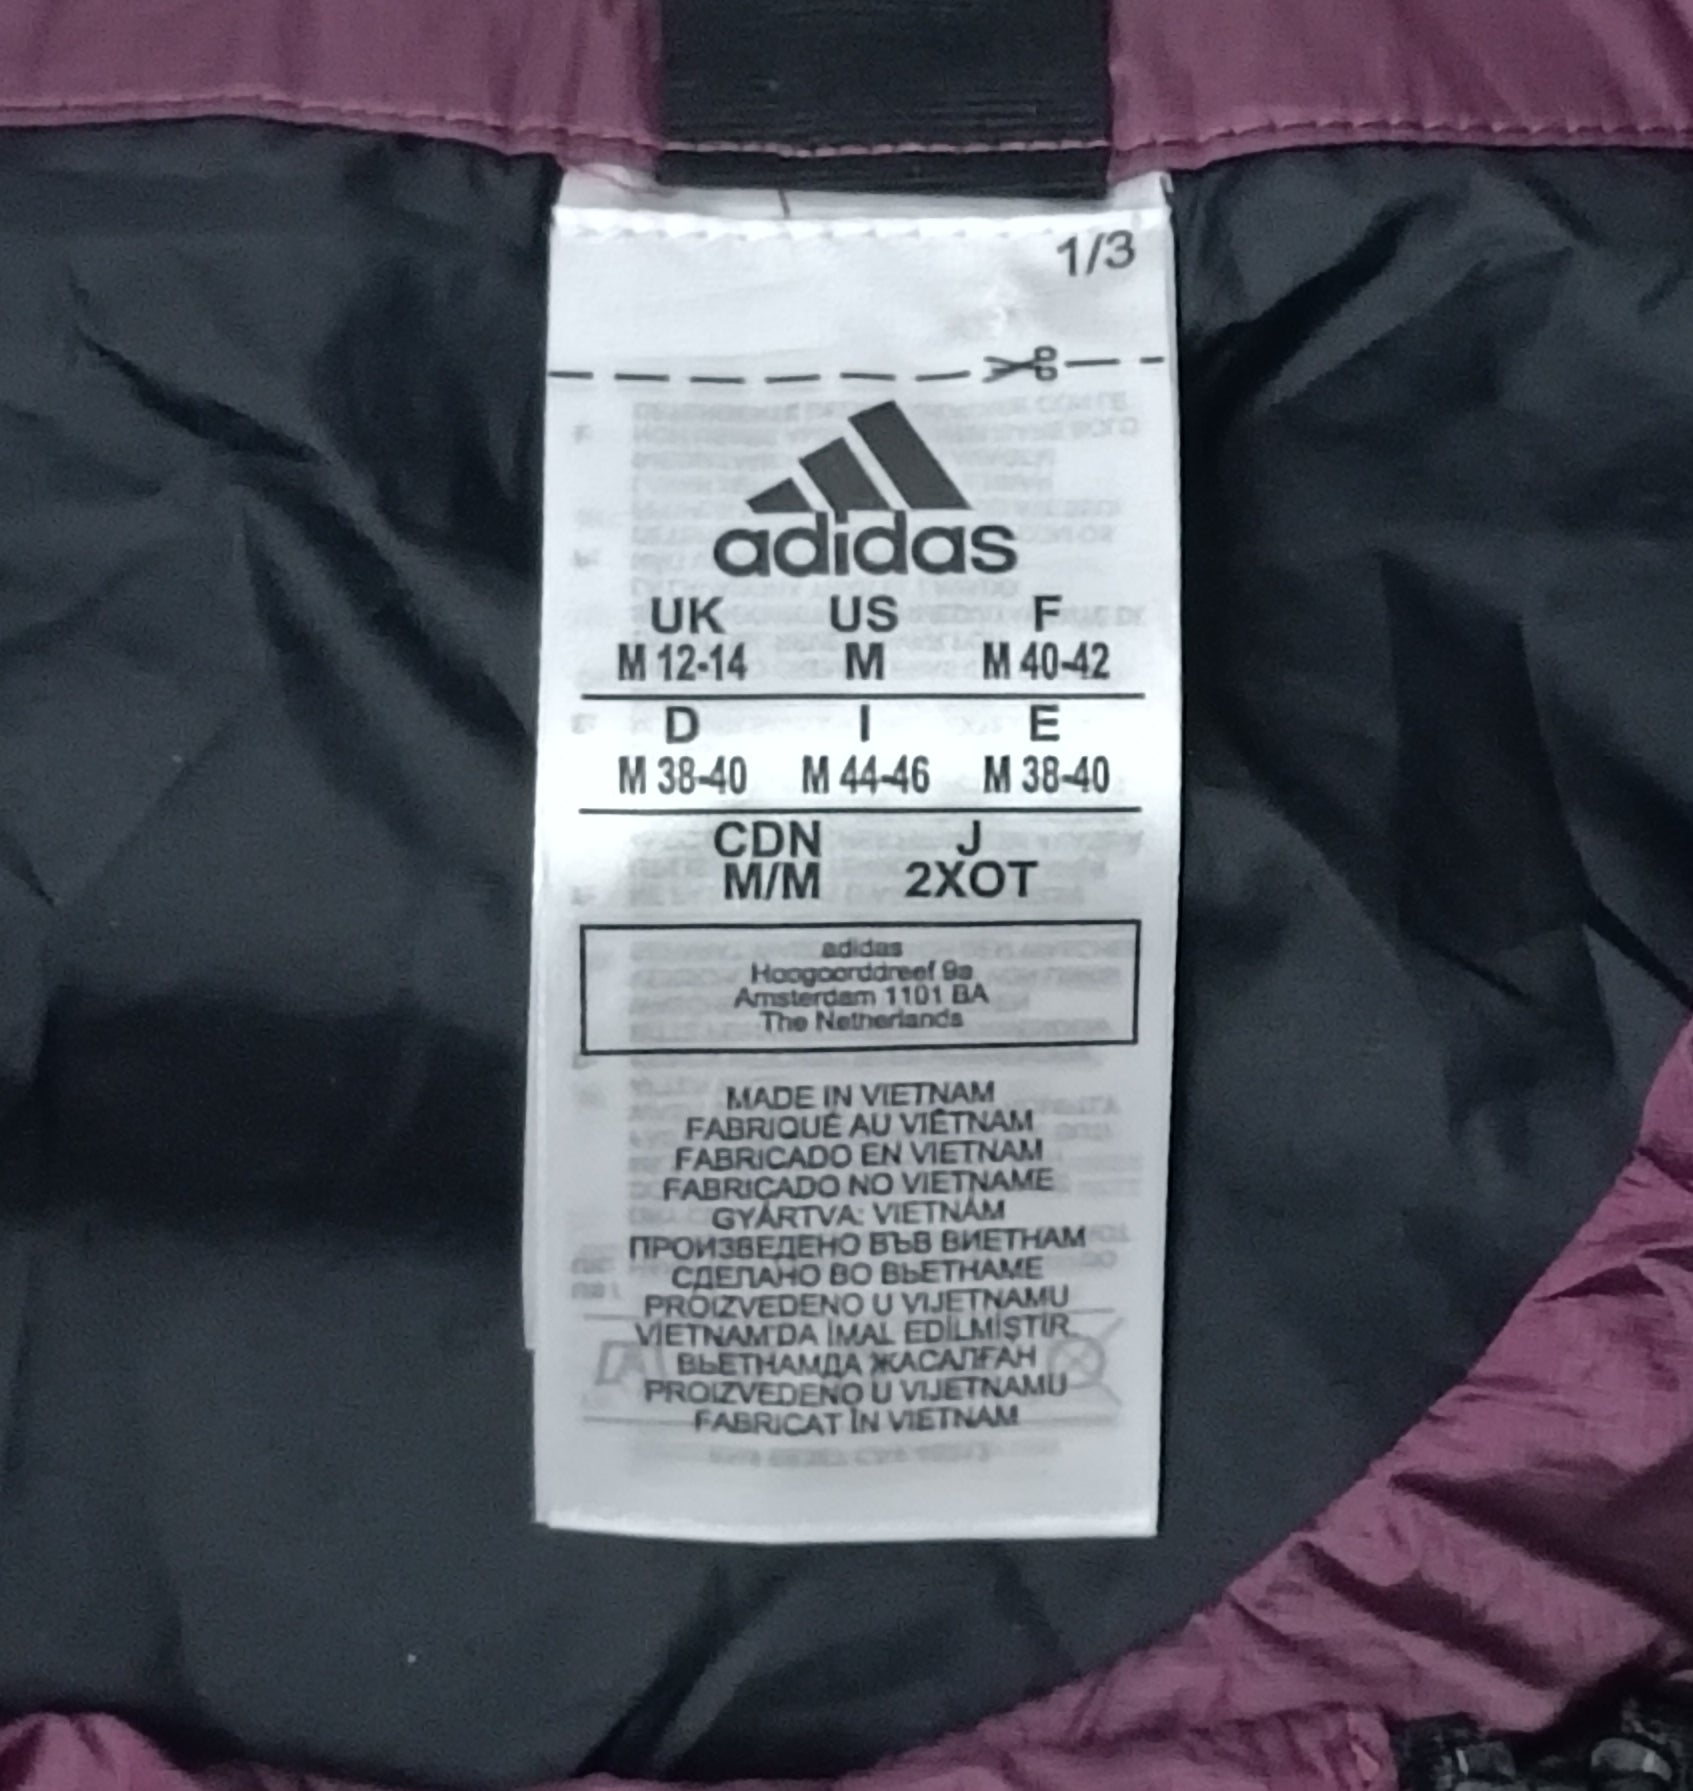 1/3
adidas
UK US F
M 12-14 M M 40-42
D I E
M 38-40 M 44-46 M 38-40
CDN J
M/M 2XOT
adidas
Hoogoorddreef 9a
Amsterdam 1101 BA
The Netherlands
MADE IN VIETNAM
FABRIQUÉ AU VIÊTNAM
FABRICADO EN VIETNAM
FABRICADO NO VIETNAME
GYÁRTVA: VIETNÁM
ПРОИЗВЕДЕНО ВЪВ ВИЕТНАМ
СДЕЛАНО ВО ВЬЕТНАМЕ
PROIZVEDENO U VIJETNAMU
VIETNAM'DA İMAL EDİLMİŞTİR
ВЬЕТНАМДА ЖАСАЛҒАН
PROIZVEDENO U VIJETNAMU
FABRICAT ÎN VIETNAM